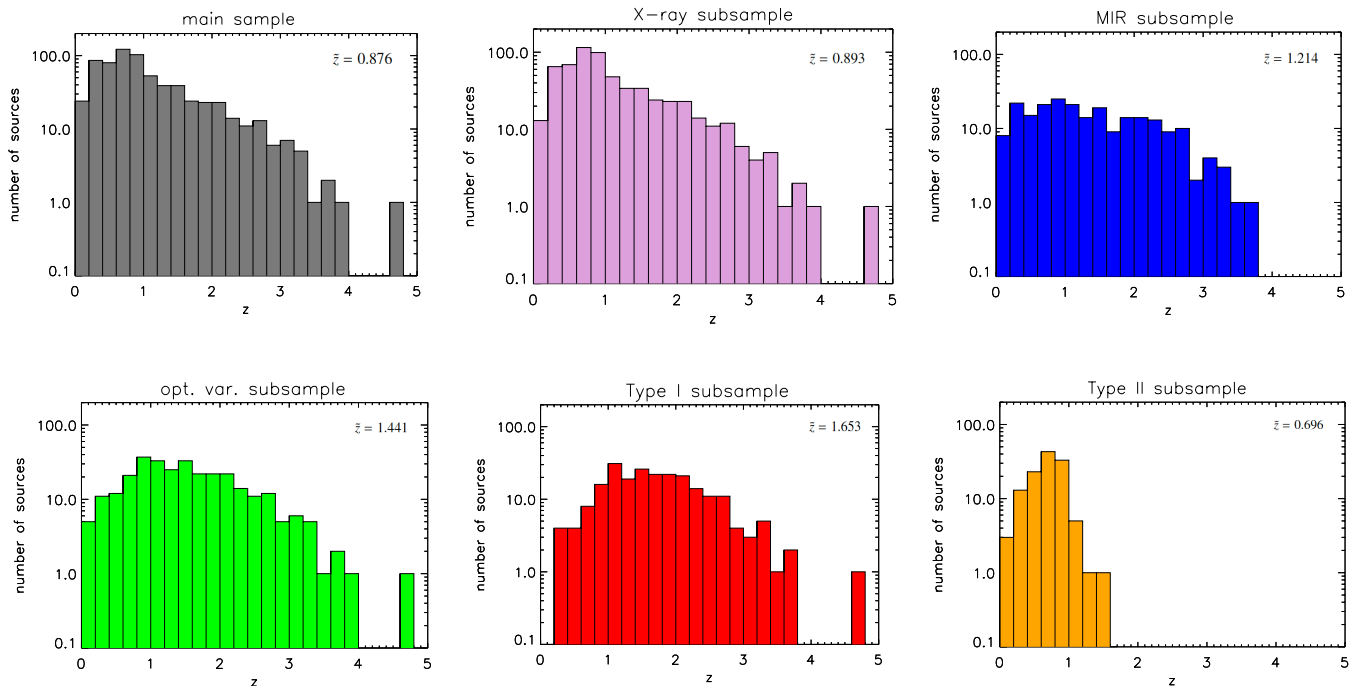 main sample
z̃ = 0.876
100.0
10.0
1.0
0.1
number of sources
0 1 2 3 4 5
z
X-ray subsample
z̃ = 0.893
100.0
10.0
1.0
0.1
number of sources
0 1 2 3 4 5
z
MIR subsample
z̃ = 1.214
100.0
10.0
1.0
0.1
number of sources
0 1 2 3 4 5
z
opt. var. subsample
z̃ = 1.441
100.0
10.0
1.0
0.1
number of sources
0 1 2 3 4 5
z
Type I subsample
z̃ = 1.653
100.0
10.0
1.0
0.1
number of sources
0 1 2 3 4 5
z
Type II subsample
z̃ = 0.696
100.0
10.0
1.0
0.1
number of sources
0 1 2 3 4 5
z